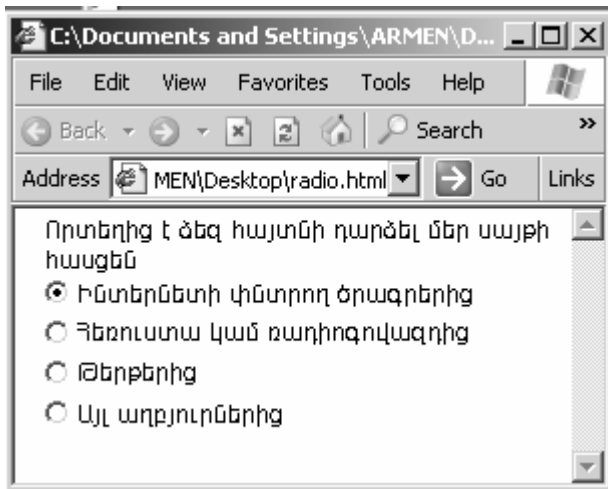 C:\Documents and Settings\ARMEN\D...
File Edit View Favorites Tools Help
Back Search »
Address MEN\Desktop\radio.html Go Links
Որտեղից է ձեզ հայտնի դարձել մեր սայթի
հասցեն
Ինտերնետի փնտրող ծրագրերից
Հեռուստա կամ ռադիոգովազդից
Թերթերից
Այլ աղբյուրներից